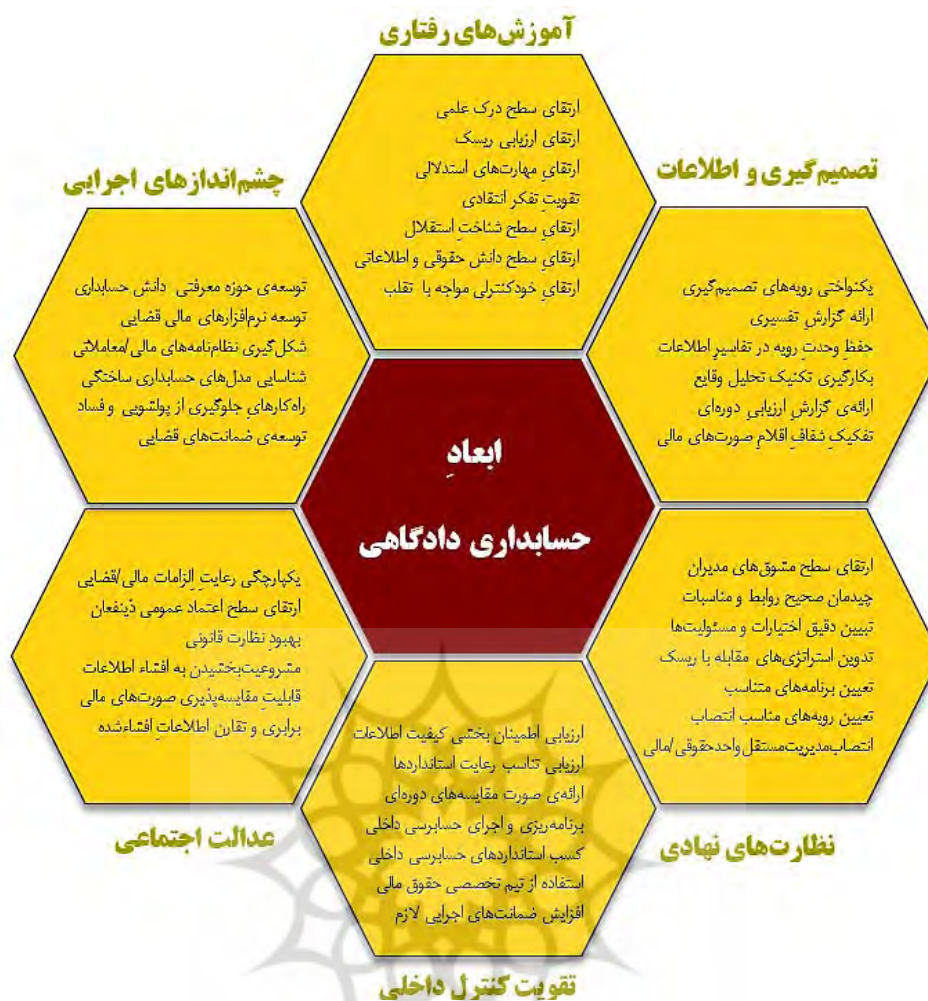 آموزش‌های رفتاری
ارتقای سطح درک علمی
ارتقای ارزیابی ریسک
ارتقای مهارت‌های استدلالی
تقویتِ تفکر انتقادی
ارتقایِ سطح شناختِ استقلال
ارتقایِ سطح دانش حقوقی و اطلاعاتی
ارتقایِ خودکنترلی مواجه با تقلب
تصمیم‌گیری و اطلاعات
یکنواختی رویه‌های تصمیم‌گیری
ارائه گزارشِ تفسیری
حفظِ وحدتِ رویه در تفاسیرِ اطلاعات
بکارگیری تکنیک تحلیل وقایع
ارائه‌ی گزارشِ ارزیابی دوره‌ای
تفکیکِ شفافِ اقلامِ صورت‌های مالی
چشم‌اندازهای اجرایی
توسعه‌ی حوزه معرفتی دانش حسابداری
توسعه نرم‌افزارهای مالی قضایی
شکل‌گیری نظام‌نامه‌های مالی/معاملاتی
شناسایی مدل‌های حسابداری ساختگی
راه‌کارهایِ جلوگیری از پولشویی و فساد
توسعه‌ی ضمانت‌های قضایی
ابعادِ
حسابداری دادگاهی
ارتقای سطح مشوق‌های مدیران
چیدمان صحیح روابط و مناسبات
تبیین دقیق اختیارات و مسئولیت‌ها
تدوین استراتژی‌های مقابله با ریسک
تعیین برنامه‌های متناسب
تعیین رویه‌های مناسب انتصاب
انتصاب‌مدیریت‌مستقل‌واحدحقوقی/مالی
نظارت‌های نهادی
یکپارچگی رعایتِ الزامات مالی/قضایی
ارتقای سطح اعتماد عمومی ذینفعان
بهبودِ نظارت قانونی
مشروعیت‌بخشیدن به افشاء اطلاعات
قابلیتِ مقایسه‌پذیری صورت‌های مالی
برابری و تقارن اطلاعاتِ افشاءشده
عدالت اجتماعی
ارزیابی اطمینان بخشی کیفیت اطلاعات
ارزیابی تناسب رعایت استانداردها
ارائه‌ی صورت مقایسه‌های دوره‌ای
برنامه‌ریزی و اجرای حسابرسی داخلی
کسب استانداردهای حسابرسی داخلی
استفاده از تیم تخصصی حقوق مالی
افزایش ضمانت‌های اجرایی لازم
تقویت کنترل داخلی